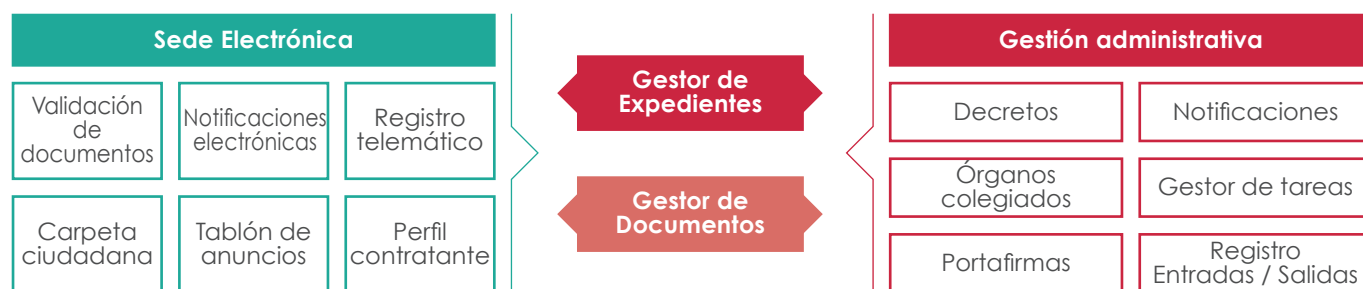 Sede Electrónica
Validación
de
documentos
Notificaciones
electrónicas
Registro
telemático
Carpeta
ciudadana
Tablón de
anuncios
Perfil
contratante
Gestor de
Expedientes
Gestor de
Documentos
Gestión administrativa
Decretos
Notificaciones
Órganos
colegiados
Gestor de tareas
Portafirmas
Registro
Entradas / Salidas